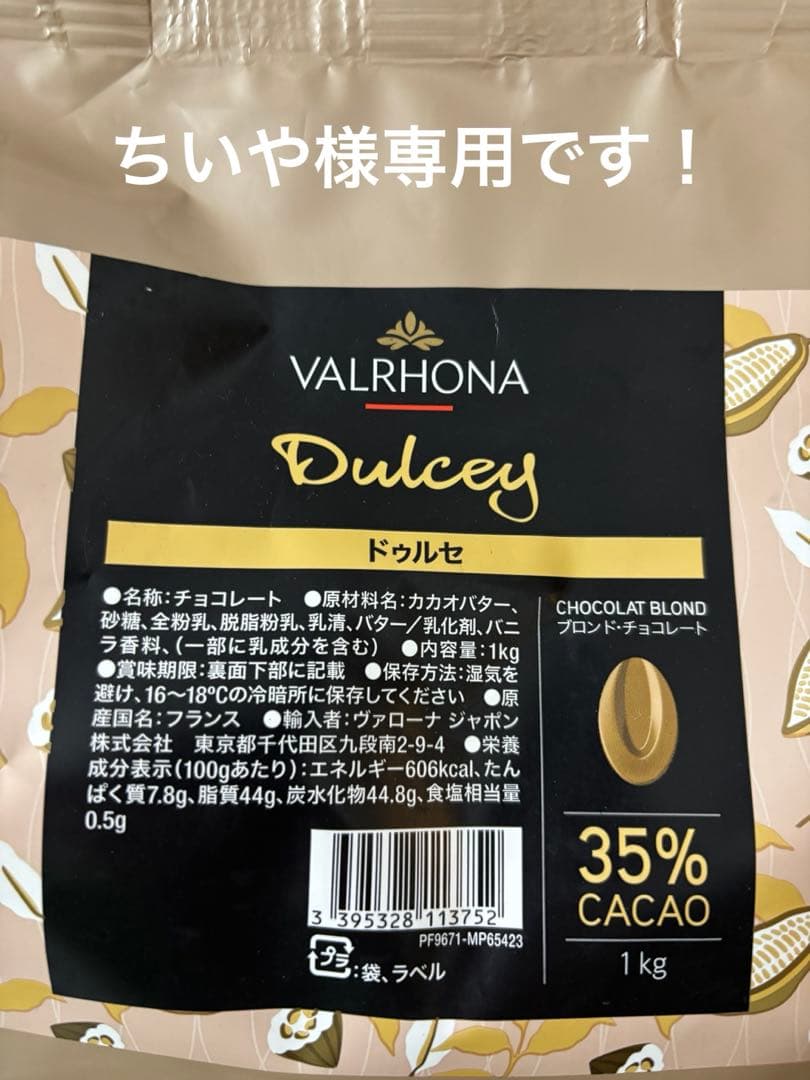 ちいや様専用です!
VALRHONA
Dulcey
ドゥルセ
●名称:チョコレート ●原材料名:カカオバター、
砂糖、全粉乳、脱脂粉乳、乳清、バター/乳化剤、バニ
ラ香料、(一部に乳成分を含む) ●内容量:1kg
●賞味期限:裏面下部に記載 ●保存方法:湿気を
避け、16〜18℃の冷暗所に保存してください ●原
産国名:フランス ●輸入者:ヴァローナ ジャポン
株式会社 東京都千代田区九段南2-9-4 ●栄養
成分表示(100gあたり):エネルギー606kcal、たん
ぱく質7.8g、脂質44g、炭水化物44.8g、食塩相当量
0.5g
CHOCOLAT BLOND
ブロンド・チョコレート
35%
CACAO
1 kg
3 395328 113752
PF9671-MP65423
プラ:袋、ラベル